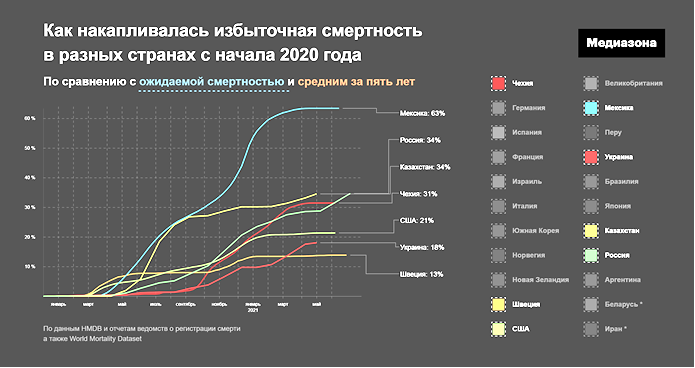 Как накапливалась избыточная смертность
в разных странах с начала 2020 года
Медиазона
По сравнению с ожидаемой смертностью и средним за пять лет
60 %
50 %
40 %
30 %
20 %
10 %
январь
март
май
июль
сентябрь
ноябрь
январь
2021
март
май
Мексика: 63%
Россия: 34%
Казахстан: 34%
Чехия: 31%
США: 21%
Украина: 18%
Швеция: 13%
Чехия
Великобритания
Германия
Мексика
Испания
Перу
Франция
Украина
Израиль
Бразилия
Италия
Япония
Южная Корея
Казахстан
Норвегия
Россия
Новая Зеландия
Аргентина
Швеция
Беларусь *
США
Иран *
По данным HMDB и отчетам ведомств о регистрации смерти
а также World Mortality Dataset